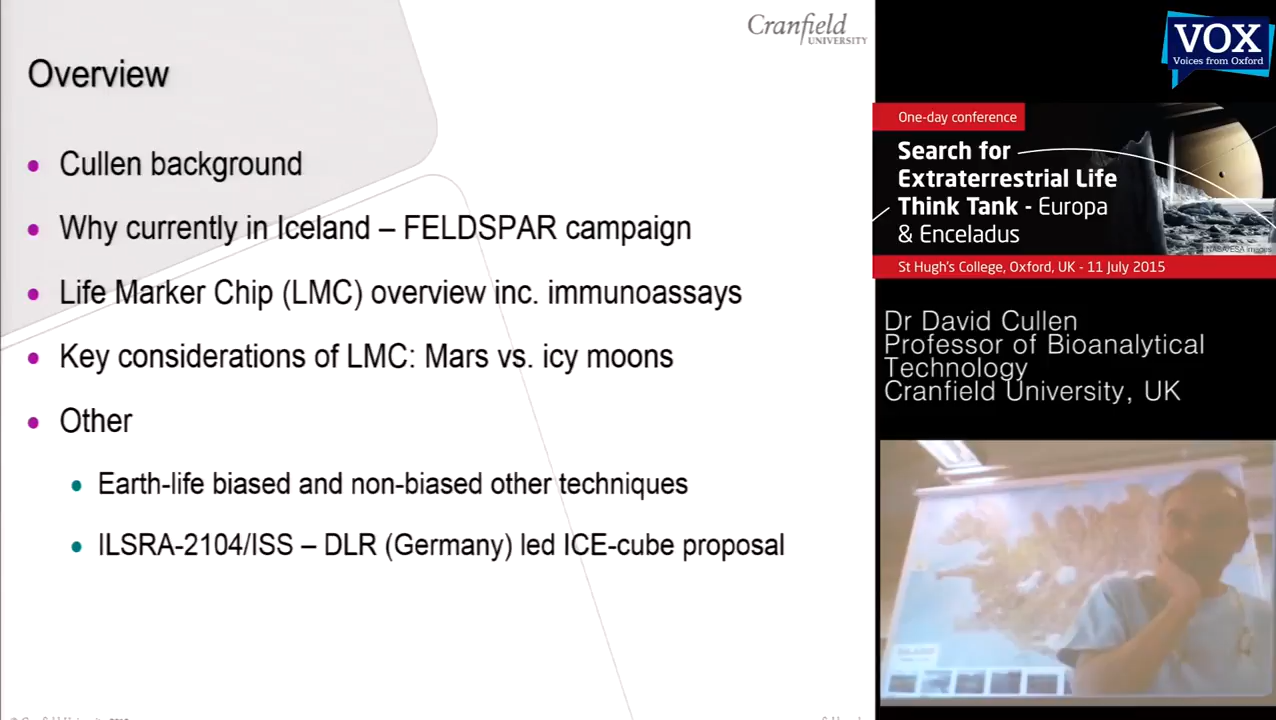 Cranfield
UNIVERSITY
Overview
Cullen background
Why currently in Iceland – FELDSPAR campaign
Life Marker Chip (LMC) overview inc. immunoassays
Key considerations of LMC: Mars vs. icy moons
Other
Earth-life biased and non-biased other techniques
ILSRA-2104/ISS – DLR (Germany) led ICE-cube proposal
VOX
Voices from Oxford
One-day conference
Search for
Extraterrestrial Life
Think Tank - Europa
& Enceladus
© NASA/ESA images
St Hugh's College, Oxford, UK - 11 July 2015
Dr David Cullen
Professor of Bioanalytical
Technology
Cranfield University, UK